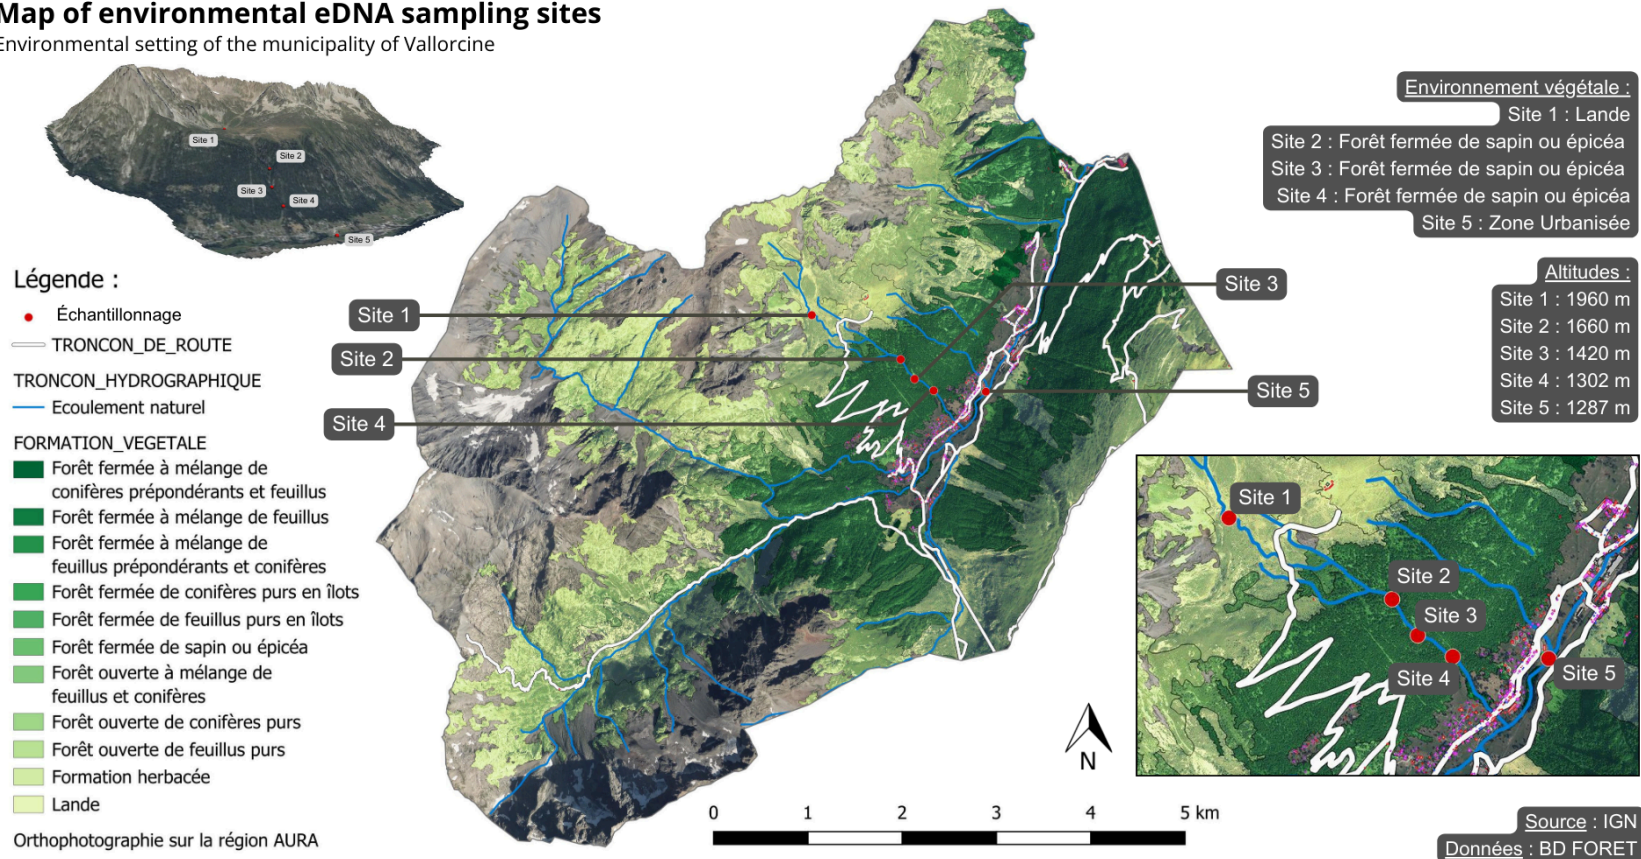 Map of environmental eDNA sampling sites
Environmental setting of the municipality of Vallorcine
Site 1
Site 2
Site 3
Site 4
Site 5
Légende :
Échantillonnage
TRONCON_DE_ROUTE
TRONCON_HYDROGRAPHIQUE
Ecoulement naturel
FORMATION_VEGETALE
Forêt fermée à mélange de
conifères prépondérants et feuillus
Forêt fermée à mélange de feuillus
Forêt fermée à mélange de
feuillus prépondérants et conifères
Forêt fermée de conifères purs en îlots
Forêt fermée de feuillus purs en îlots
Forêt fermée de sapin ou épicéa
Forêt ouverte à mélange de
feuillus et conifères
Forêt ouverte de conifères purs
Forêt ouverte de feuillus purs
Formation herbacée
Lande
Orthophotographie sur la région AURA
Site 1
Site 2
Site 4
Site 3
Site 5
N
0 1 2 3 4 5 km
Environnement végétale :
Site 1 : Lande
Site 2 : Forêt fermée de sapin ou épicéa
Site 3 : Forêt fermée de sapin ou épicéa
Site 4 : Forêt fermée de sapin ou épicéa
Site 5 : Zone Urbanisée
Altitudes :
Site 1 : 1960 m
Site 2 : 1660 m
Site 3 : 1420 m
Site 4 : 1302 m
Site 5 : 1287 m
Site 1
Site 2
Site 3
Site 4
Site 5
Source : IGN
Données : BD FORET